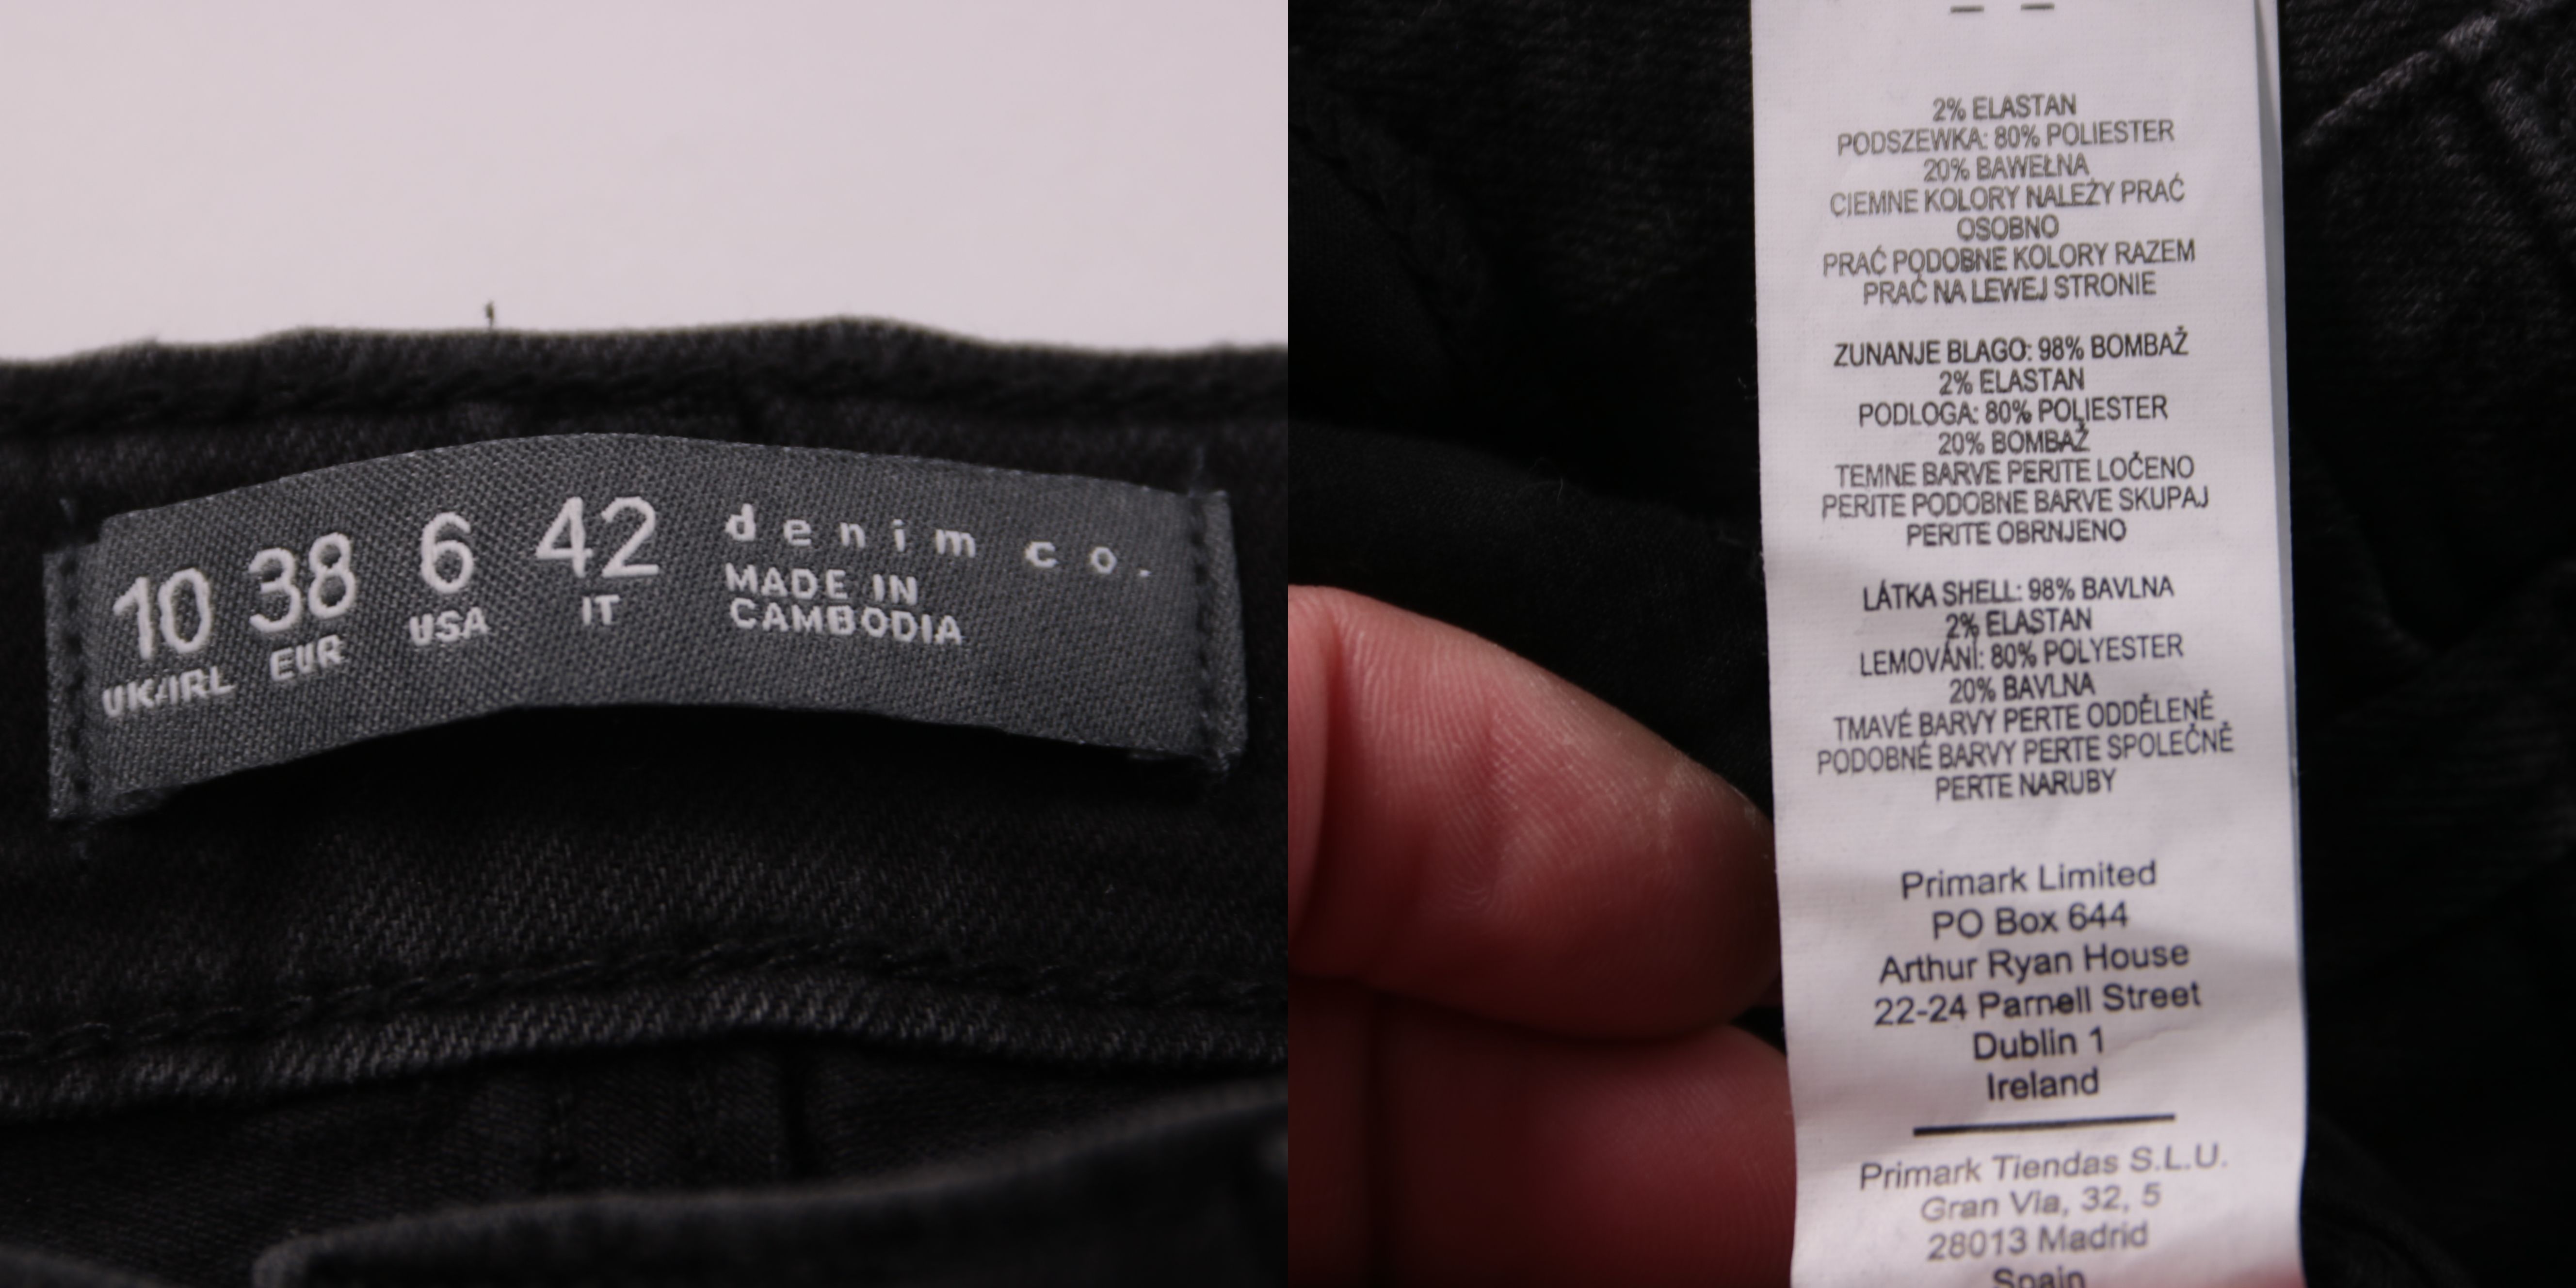 10 38 6 42
UK/IRL EUR USA IT
denim co.
MADE IN
CAMBODIA
2% ELASTAN
PODSZEWKA: 80% POLIESTER
20% BAWEŁNA
CIEMNE KOLORY NALEŻY PRAĆ
OSOBNO
PRAĆ PODOBNE KOLORY RAZEM
PRAĆ NA LEWEJ STRONIE
ZUNANJE BLAGO: 98% BOMBAŽ
2% ELASTAN
PODLOGA: 80% POLIESTER
20% BOMBAŽ
TEMNE BARVE PERITE LOČENO
PERITE PODOBNE BARVE SKUPAJ
PERITE OBRNJENO
LÁTKA SHELL: 98% BAVLNA
2% ELASTAN
LEMOVÁNÍ: 80% POLYESTER
20% BAVLNA
TMAVÉ BARVY PERTE ODDĚLENĚ
PODOBNÉ BARVY PERTE SPOLEČNĚ
PERTE NARUBY
Primark Limited
PO Box 644
Arthur Ryan House
22-24 Parnell Street
Dublin 1
Ireland
Primark Tiendas S.L.U.
Gran Via, 32, 5
28013 Madrid
Spain